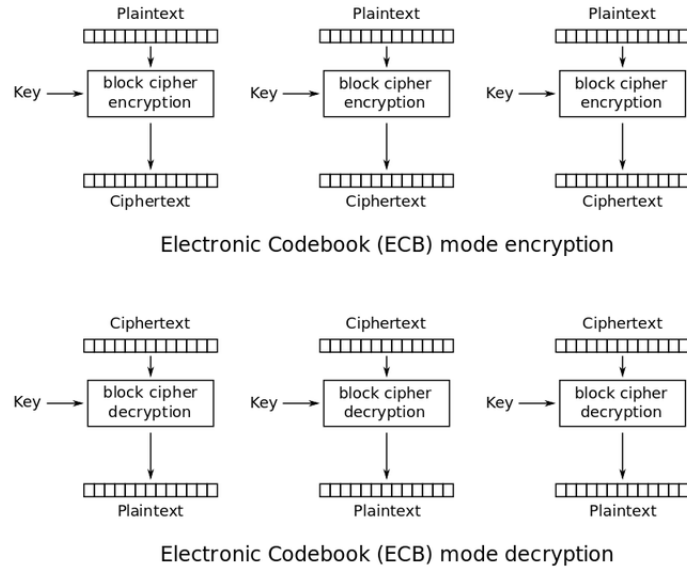 Plaintext Plaintext Plaintext
Key block cipher encryption Key block cipher encryption Key block cipher encryption
Ciphertext Ciphertext Ciphertext
Electronic Codebook (ECB) mode encryption
Ciphertext Ciphertext Ciphertext
Key block cipher decryption Key block cipher decryption Key block cipher decryption
Plaintext Plaintext Plaintext
Electronic Codebook (ECB) mode decryption